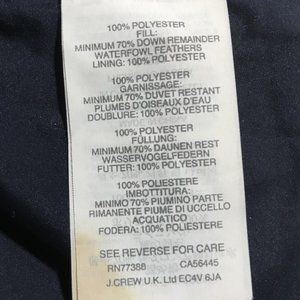 100% POLYESTER
FILL:
MINIMUM 70% DOWN REMAINDER
WATERFOWL FEATHERS
LINING: 100% POLYESTER
100% POLYESTER
GARNISSAGE:
MINIMUM 70% DUVET RESTANT
PLUMES D'OISEAUX D'EAU
DOUBLURE: 100% POLYESTER
100% POLYESTER
FÜLLUNG:
MINIMUM 70% DAUNEN REST
WASSERVOGELFEDERN
FUTTER: 100% POLYESTER
100% POLIESTERE
IMBOTTITURA:
MINIMO 70% PIUMINO PARTE
RIMANENTE PIUME DI UCCELLO
ACQUATICO
FODERA: 100% POLIESTERE
SEE REVERSE FOR CARE
RN77388 CA56445
J.CREW U.K. Ltd EC4V 6JA